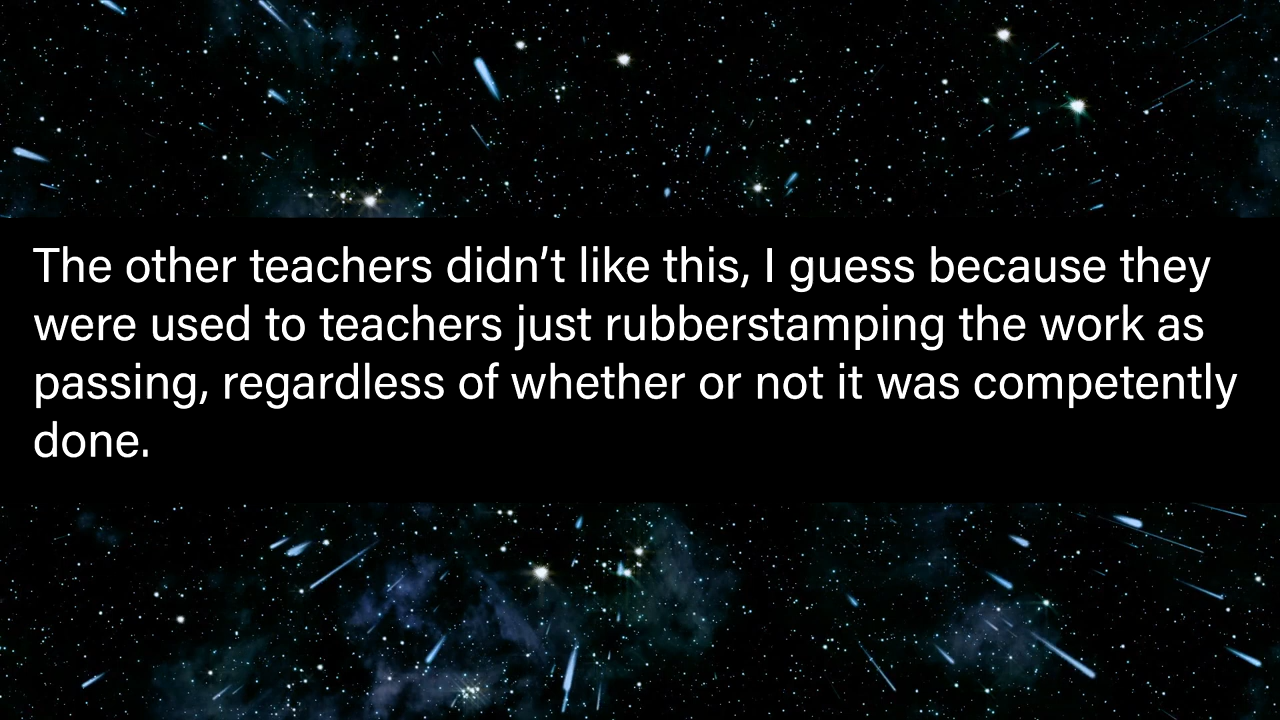 The other teachers didn’t like this, I guess because they
were used to teachers just rubberstamping the work as
passing, regardless of whether or not it was competently
done.